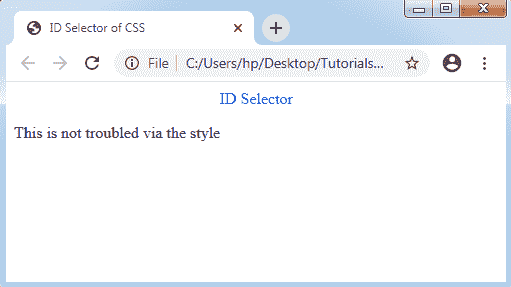 ID Selector of CSS
File
C:/Users/hp/Desktop/Tutorials...
ID Selector
This is not troubled via the style